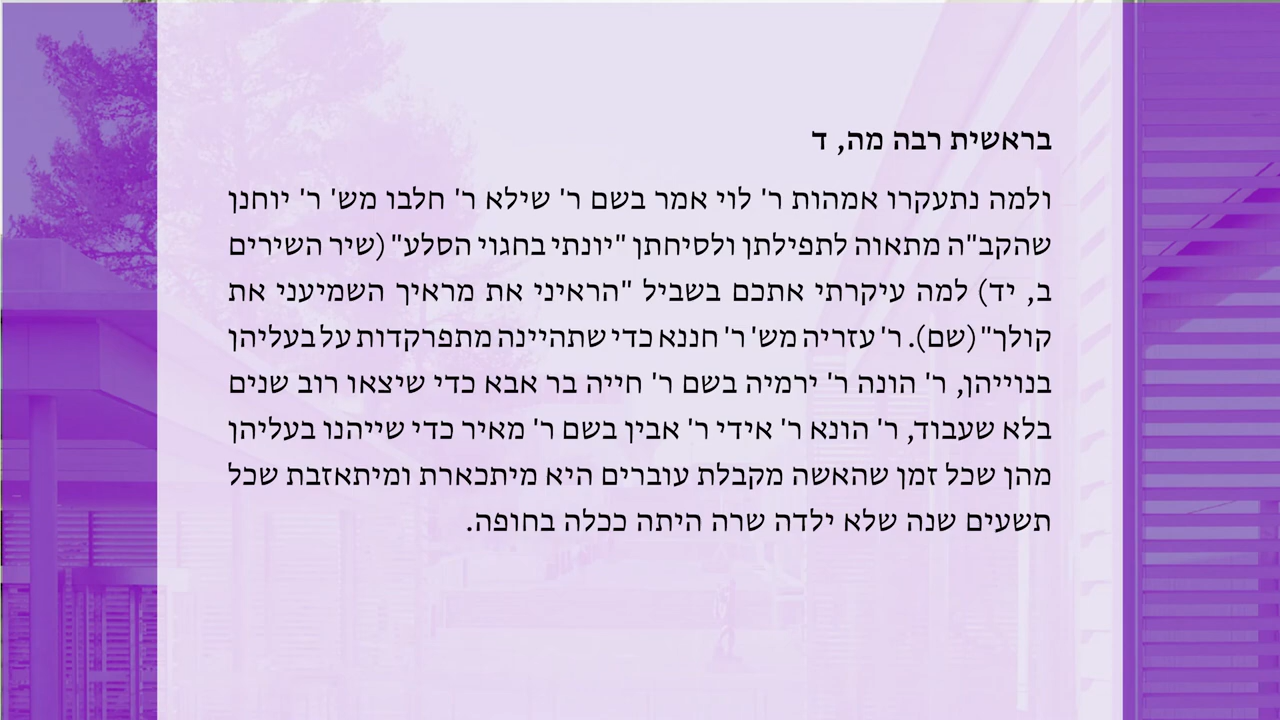 בראשית רבה מה, ד
ולמה נתעקרו אמהות ר' לוי אמר בשם ר' שילא ר' חלבו מש' ר' יוחנן
שהקב"ה מתאוה לתפילתן ולסיחתן "יונתי בחגוי הסלע" (שיר השירים
ב, יד) למה עיקרתי אתכם בשביל "הראיני את מראיך השמיעני את
קולך" (שם). ר' עזריה מש' ר' חננא כדי שתהיינה מתפרקדות על בעליהן
בנוייהן, ר' הונה ר' ירמיה בשם ר' חייה בר אבא כדי שיצאו רוב שנים
בלא שעבוד, ר' הונא ר' אידי ר' אבין בשם ר' מאיר כדי שייהנו בעליהן
מהן שכל זמן שהאשה מקבלת עוברים היא מיתכארת ומיתאזבת שכל
תשעים שנה שלא ילדה שרה היתה ככלה בחופה.